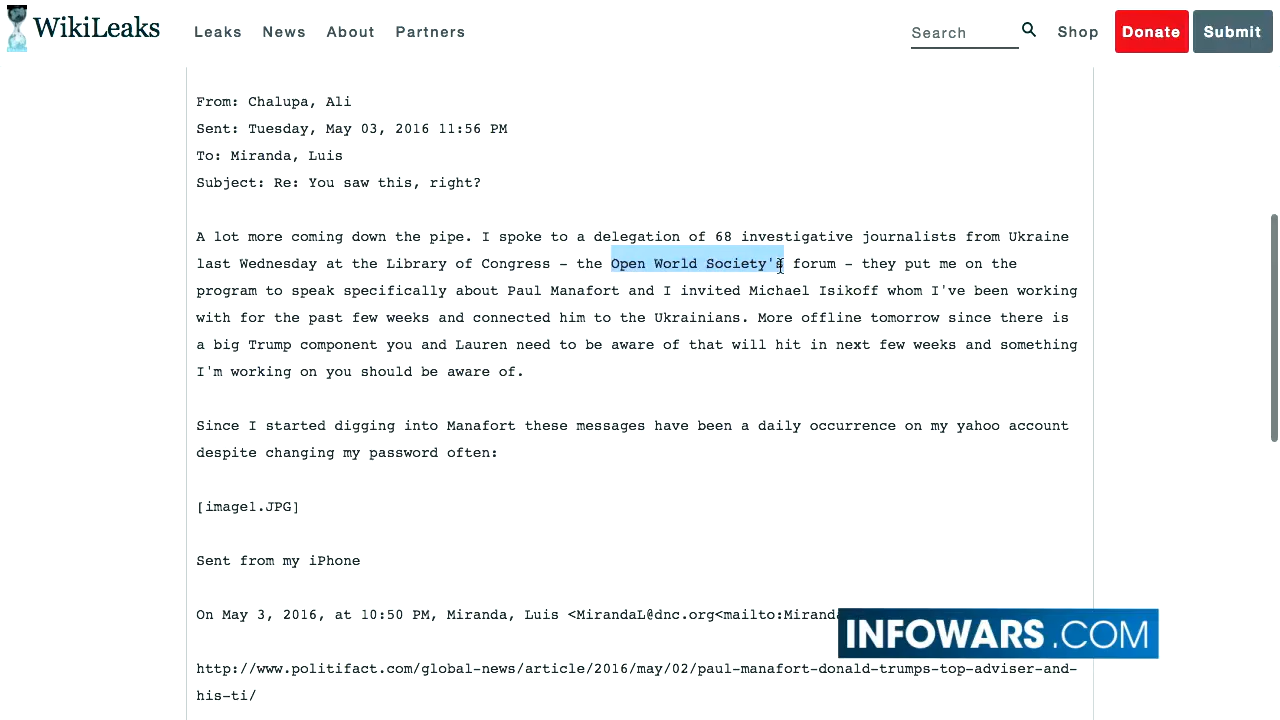 WikiLeaks
Leaks News About Partners Search Shop Donate Submit
From: Chalupa, Ali
Sent: Tuesday, May 03, 2016 11:56 PM
To: Miranda, Luis
Subject: Re: You saw this, right?
A lot more coming down the pipe. I spoke to a delegation of 68 investigative journalists from Ukraine
last Wednesday at the Library of Congress - the Open World Society's forum - they put me on the
program to speak specifically about Paul Manafort and I invited Michael Isikoff whom I've been working
with for the past few weeks and connected him to the Ukrainians. More offline tomorrow since there is
a big Trump component you and Lauren need to be aware of that will hit in next few weeks and something
I'm working on you should be aware of.
Since I started digging into Manafort these messages have been a daily occurrence on my yahoo account
despite changing my password often:
[image1.JPG]
Sent from my iPhone
On May 3, 2016, at 10:50 PM, Miranda, Luis <MirandaL@dnc.org<mailto:Miranda
INFOWARS.COM
http://www.politifact.com/global-news/article/2016/may/02/paul-manafort-donald-trumps-top-adviser-and-
his-ti/